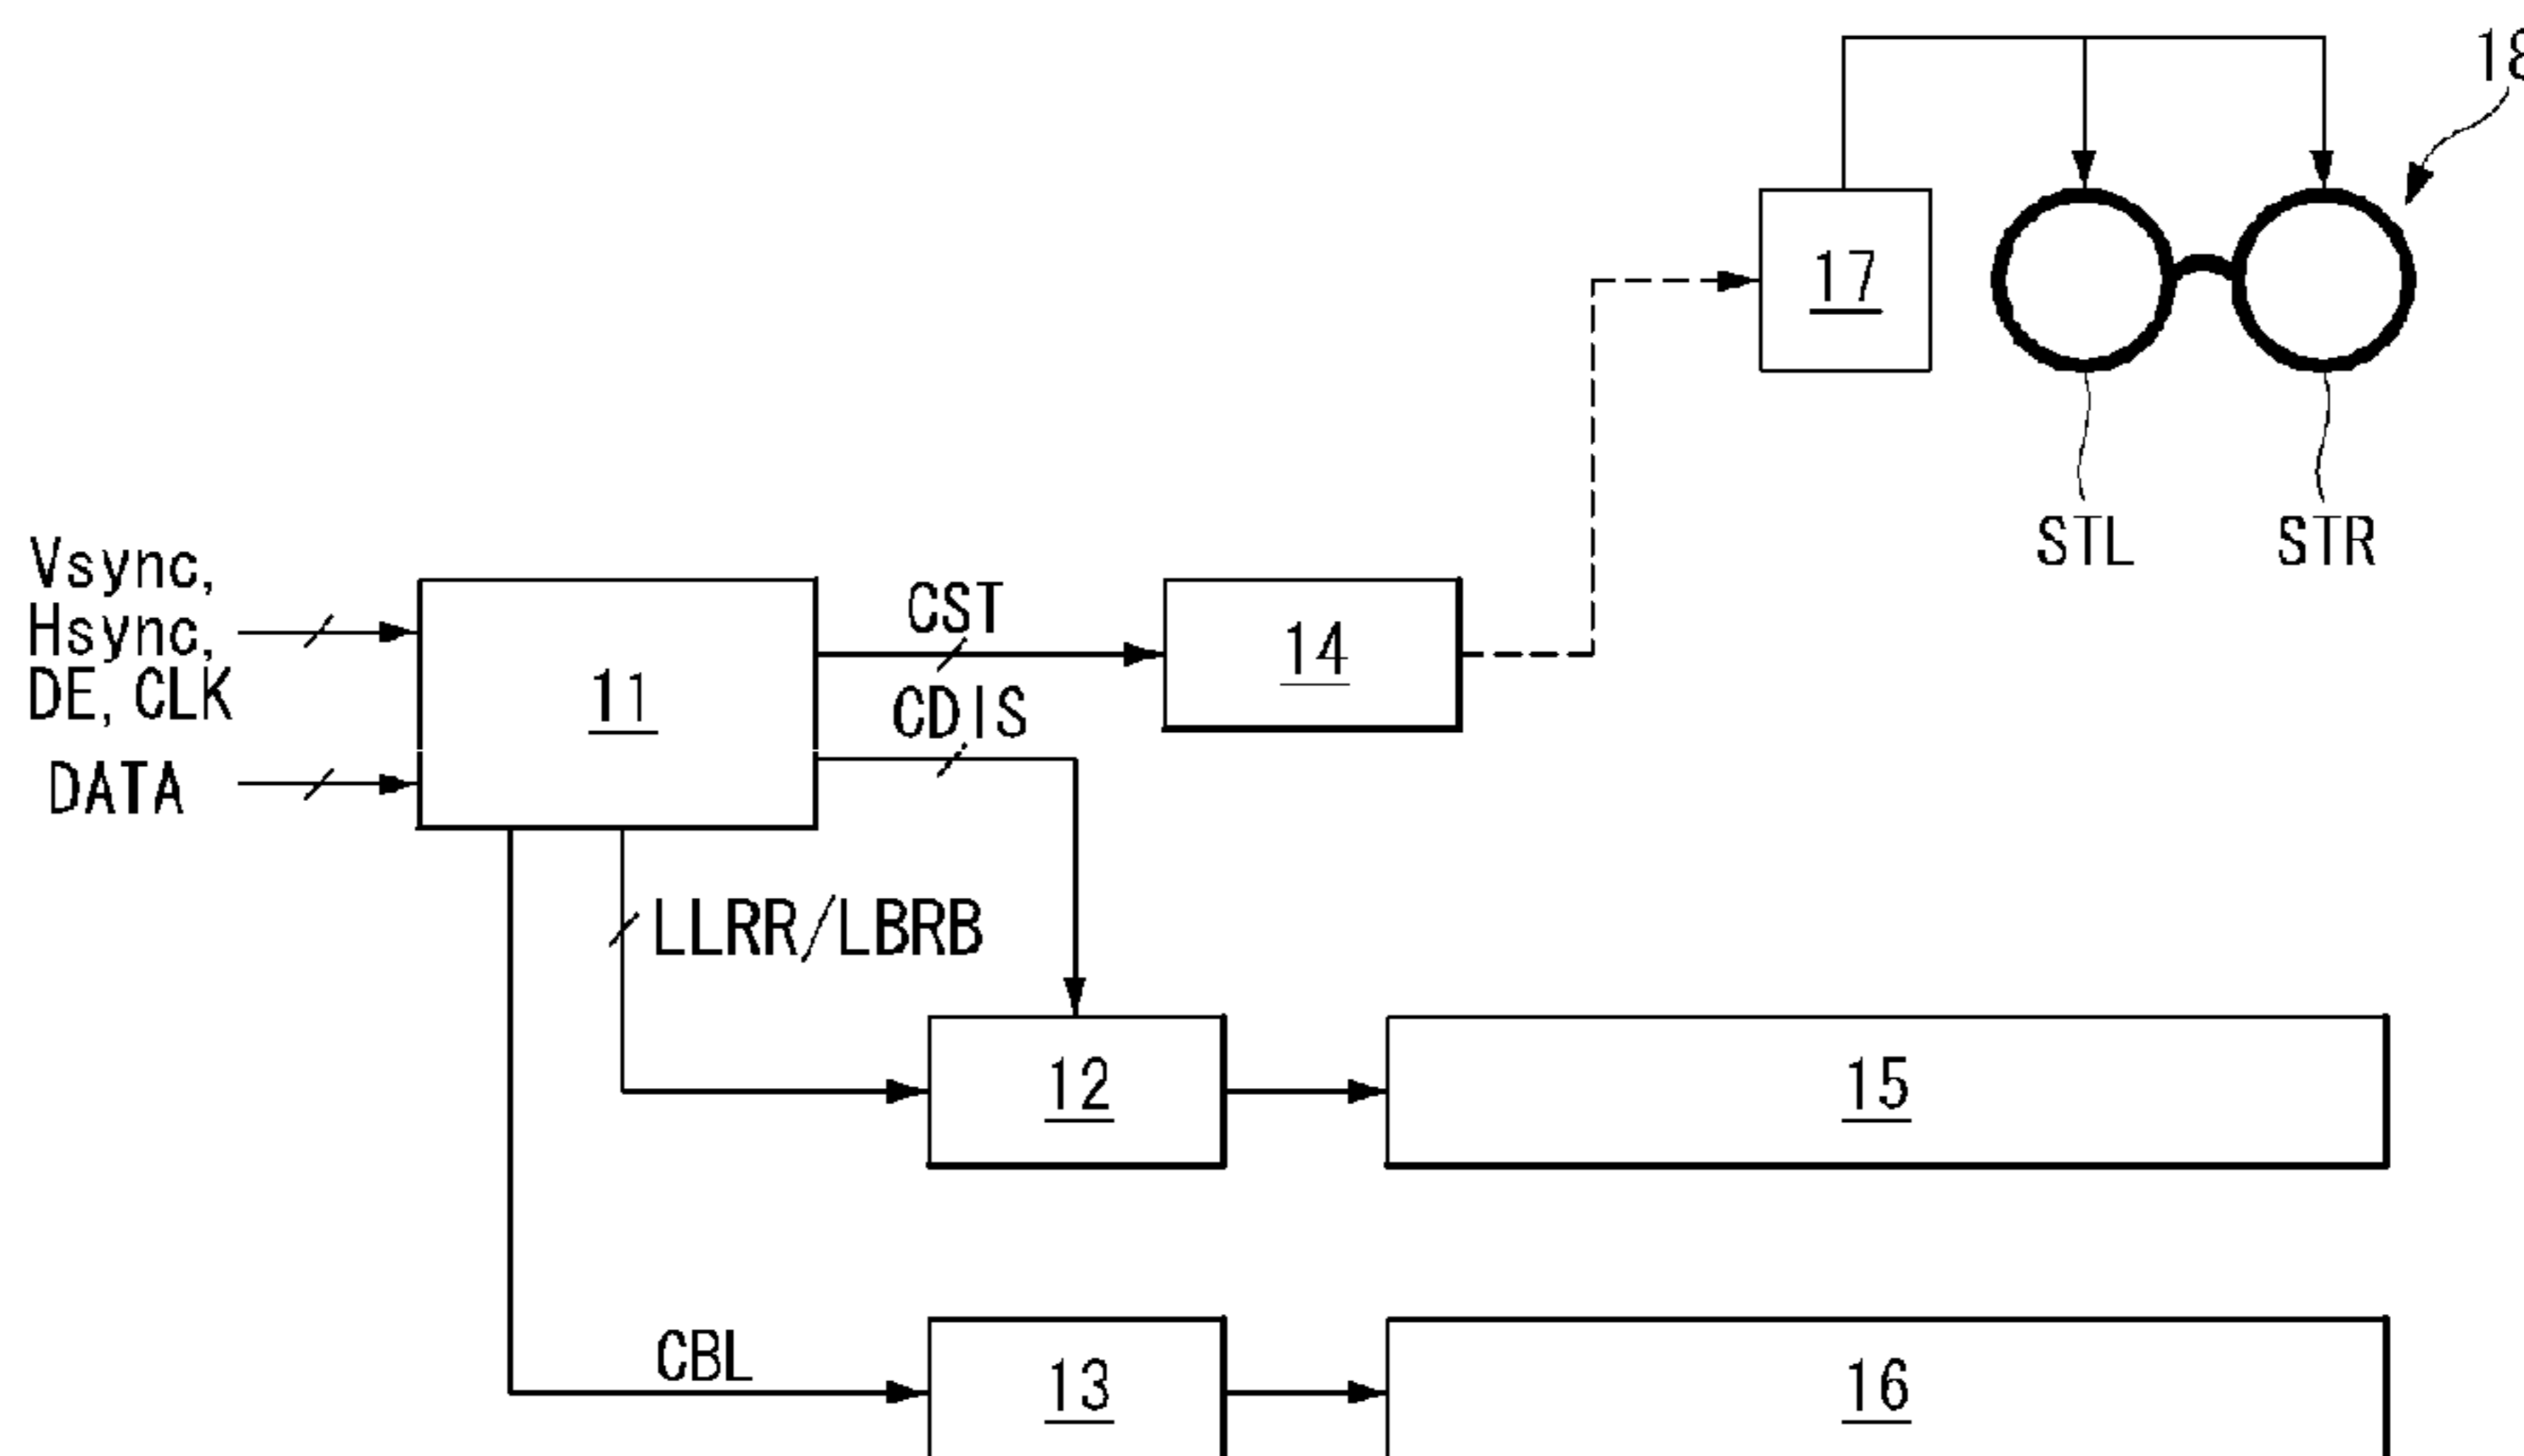 18
17
STL
STR
Vsync,
Hsync,
DE, CLK
DATA
11
CST
CDIS
14
LLRR/LBRB
12
15
CBL
13
16